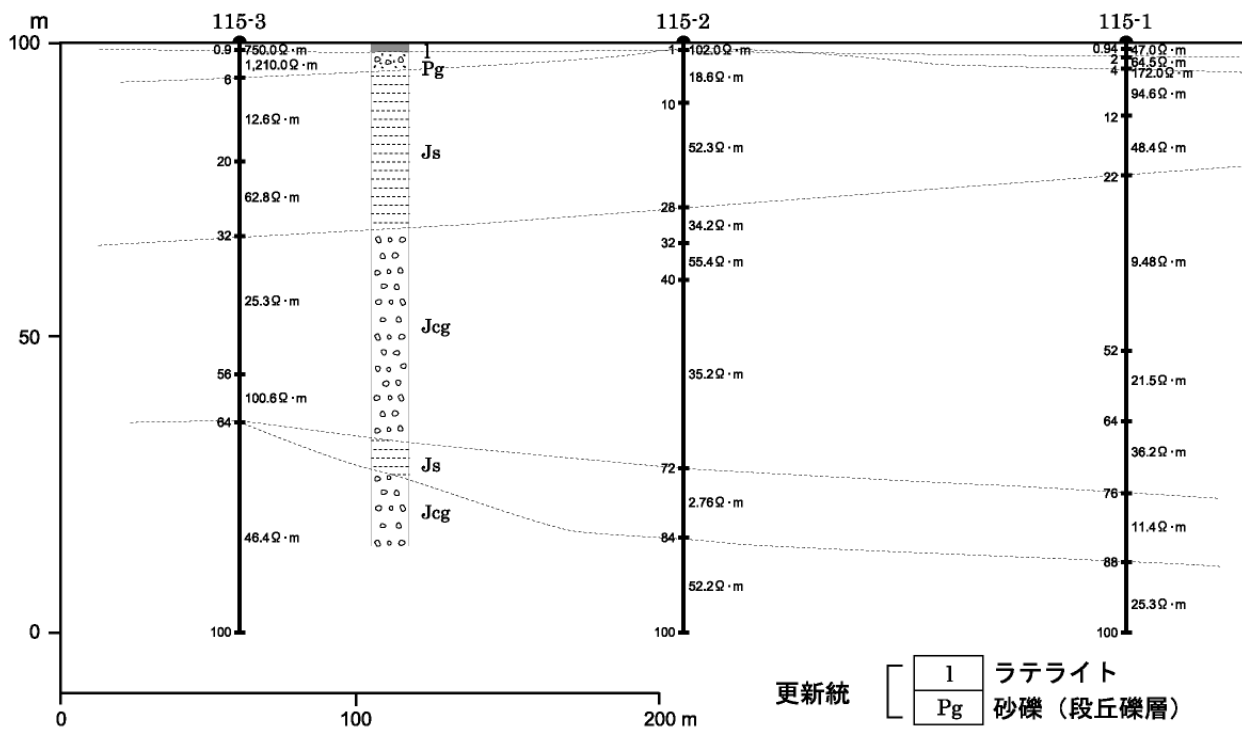 m
115-3
115-2
115-1
100
50
0
0.9
750.0Ω·m
1,210.0Ω·m
6
12.6Ω·m
20
62.8Ω·m
32
25.3Ω·m
56
100.6Ω·m
64
46.4Ω·m
100
l
Pg
Js
Jcg
Js
Jcg
1
102.0Ω·m
18.6Ω·m
10
52.3Ω·m
28
34.2Ω·m
32
55.4Ω·m
40
35.2Ω·m
72
2.76Ω·m
84
52.2Ω·m
100
0.94
47.0Ω·m
2
64.5Ω·m
4
172.0Ω·m
94.6Ω·m
12
48.4Ω·m
22
9.48Ω·m
52
21.5Ω·m
64
36.2Ω·m
76
11.4Ω·m
88
25.3Ω·m
100
0
100
200 m
更新統
l ラテライト
Pg 砂礫（段丘礫層）